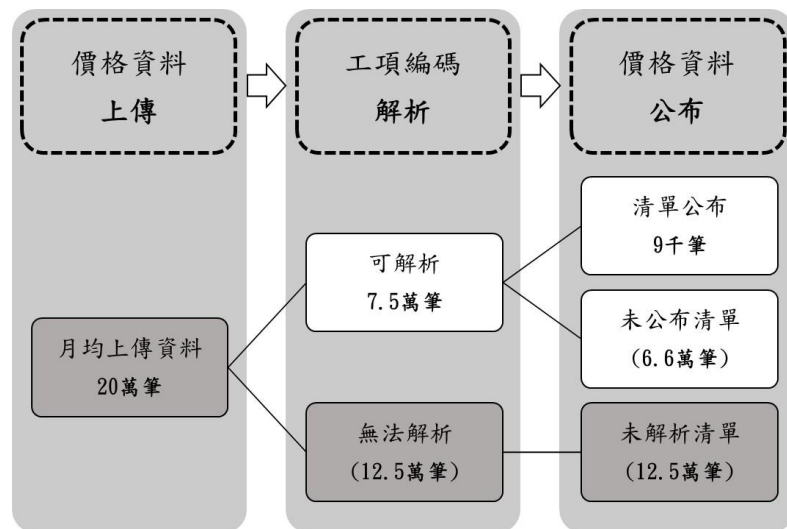 價格資料
上傳
工項編碼
解析
價格資料
公布
清單公布
9千筆
可解析
7.5萬筆
未公布清單
(6.6萬筆)
月均上傳資料
20萬筆
無法解析
(12.5萬筆)
未解析清單
(12.5萬筆)